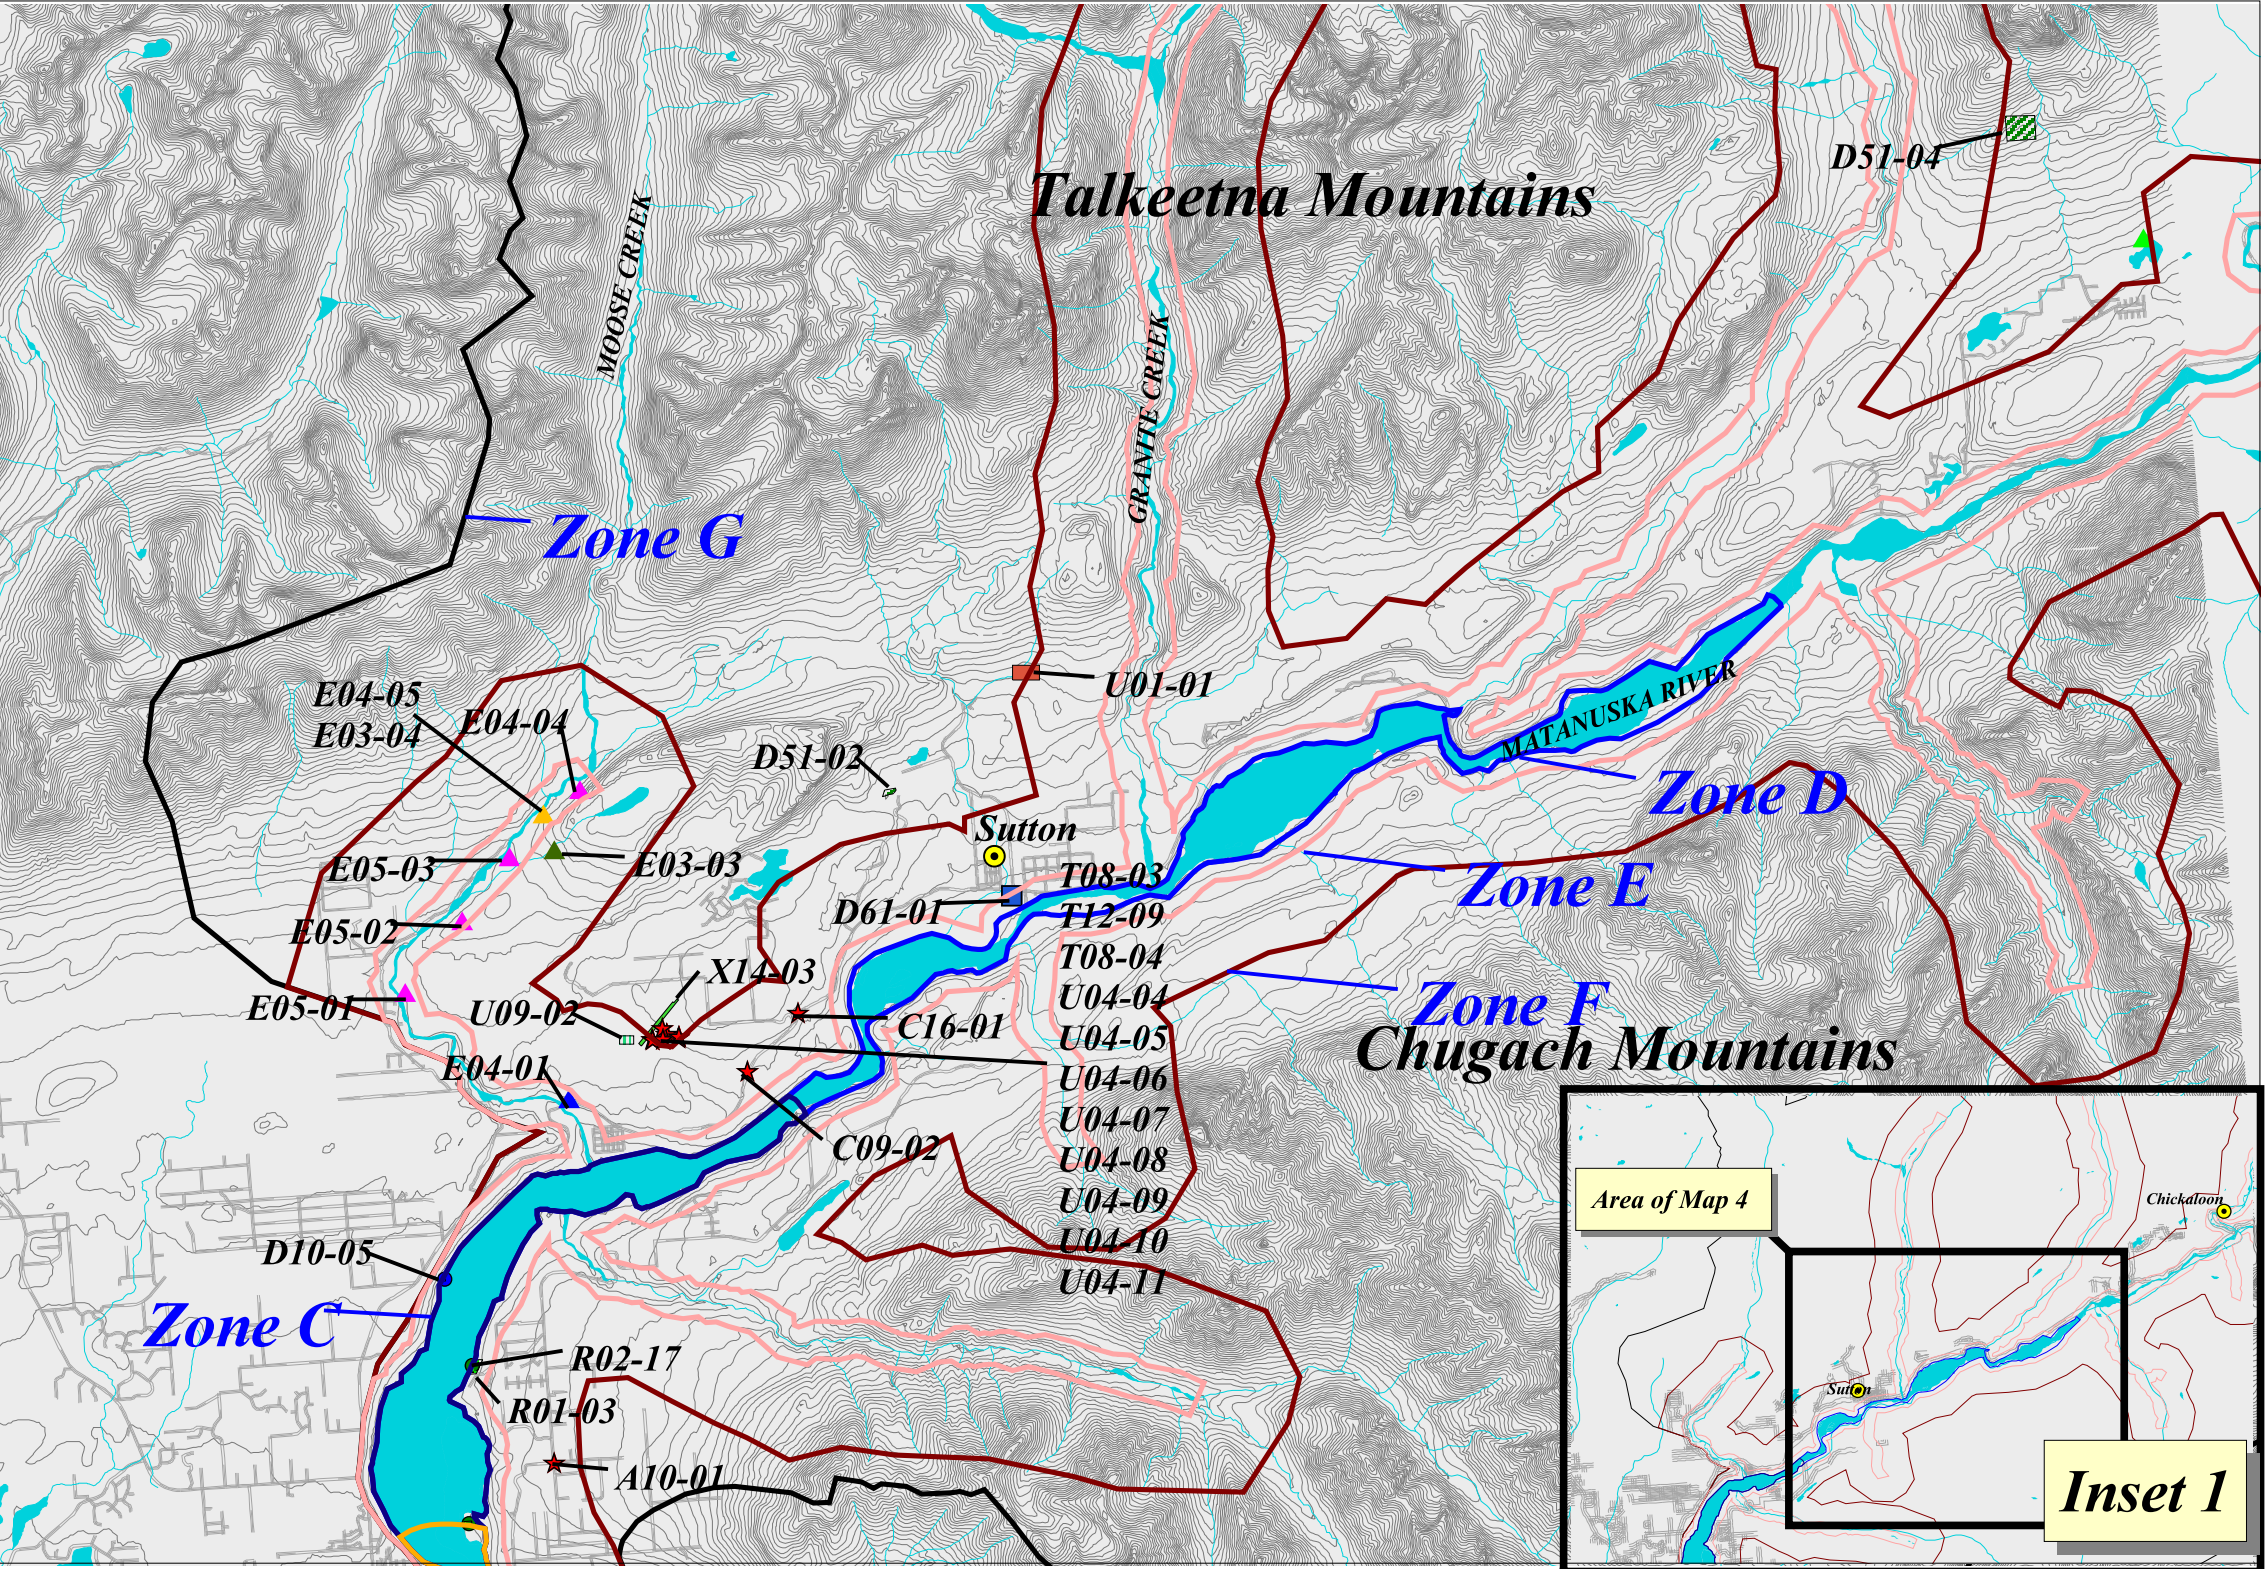 D51-04
Talkeetna Mountains
MOOSE CREEK
GRANITE CREEK
Zone G
E04-05
E03-04
E04-04
U01-01
MATANUSKA RIVER
D51-02
Zone D
Sutton
E05-03
E03-03
T08-03
Zone E
D61-01
T12-09
E05-02
T08-04
X14-03
U04-04
Zone F
E05-01
U09-02
C16-01
U04-05
Chugach Mountains
E04-01
U04-06
U04-07
C09-02
U04-08
U04-09
U04-10
U04-11
D10-05
Zone C
R02-17
R01-03
A10-01
Area of Map 4
Chickaloon
Sutton
Inset 1